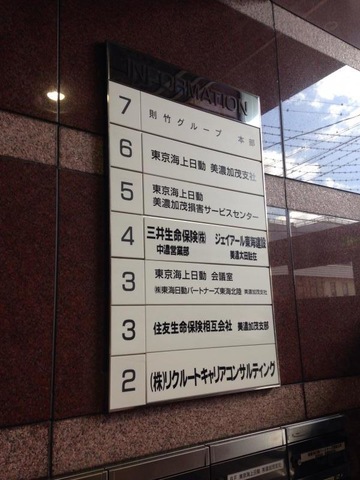 INFORMATION
7 則竹グループ 本部
6 東京海上日動 美濃加茂支社
5 東京海上日動
美濃加茂損害サービスセンター
4 三井生命保険㈱ ジェイアール東海建設
中濃営業部 美濃太田駐在
3 東京海上日動 会議室
㈱東海日動パートナーズ東海北陸 美濃加茂支社
3 住友生命保険相互会社 美濃加茂支部
2 (株)リクルートキャリアコンサルティング